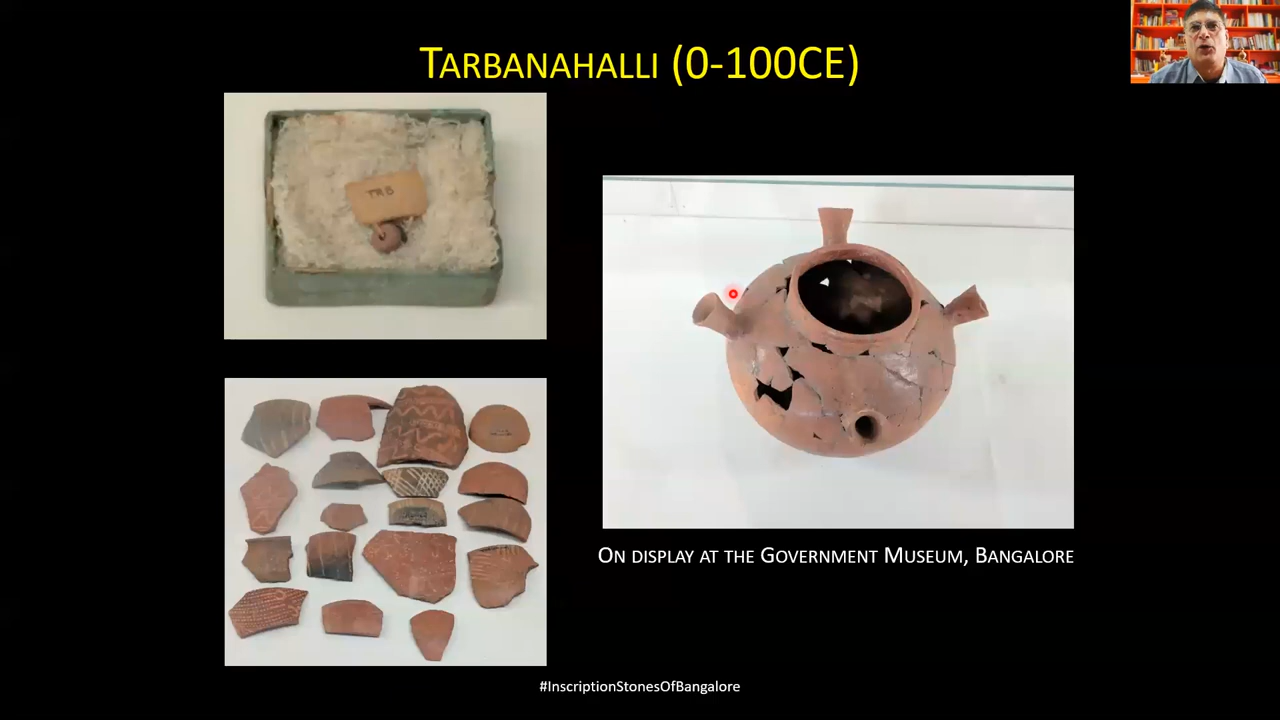 TARBANAHALLI (0-100CE)
TRB
ON DISPLAY AT THE GOVERNMENT MUSEUM, BANGALORE
#InscriptionStonesOfBangalore